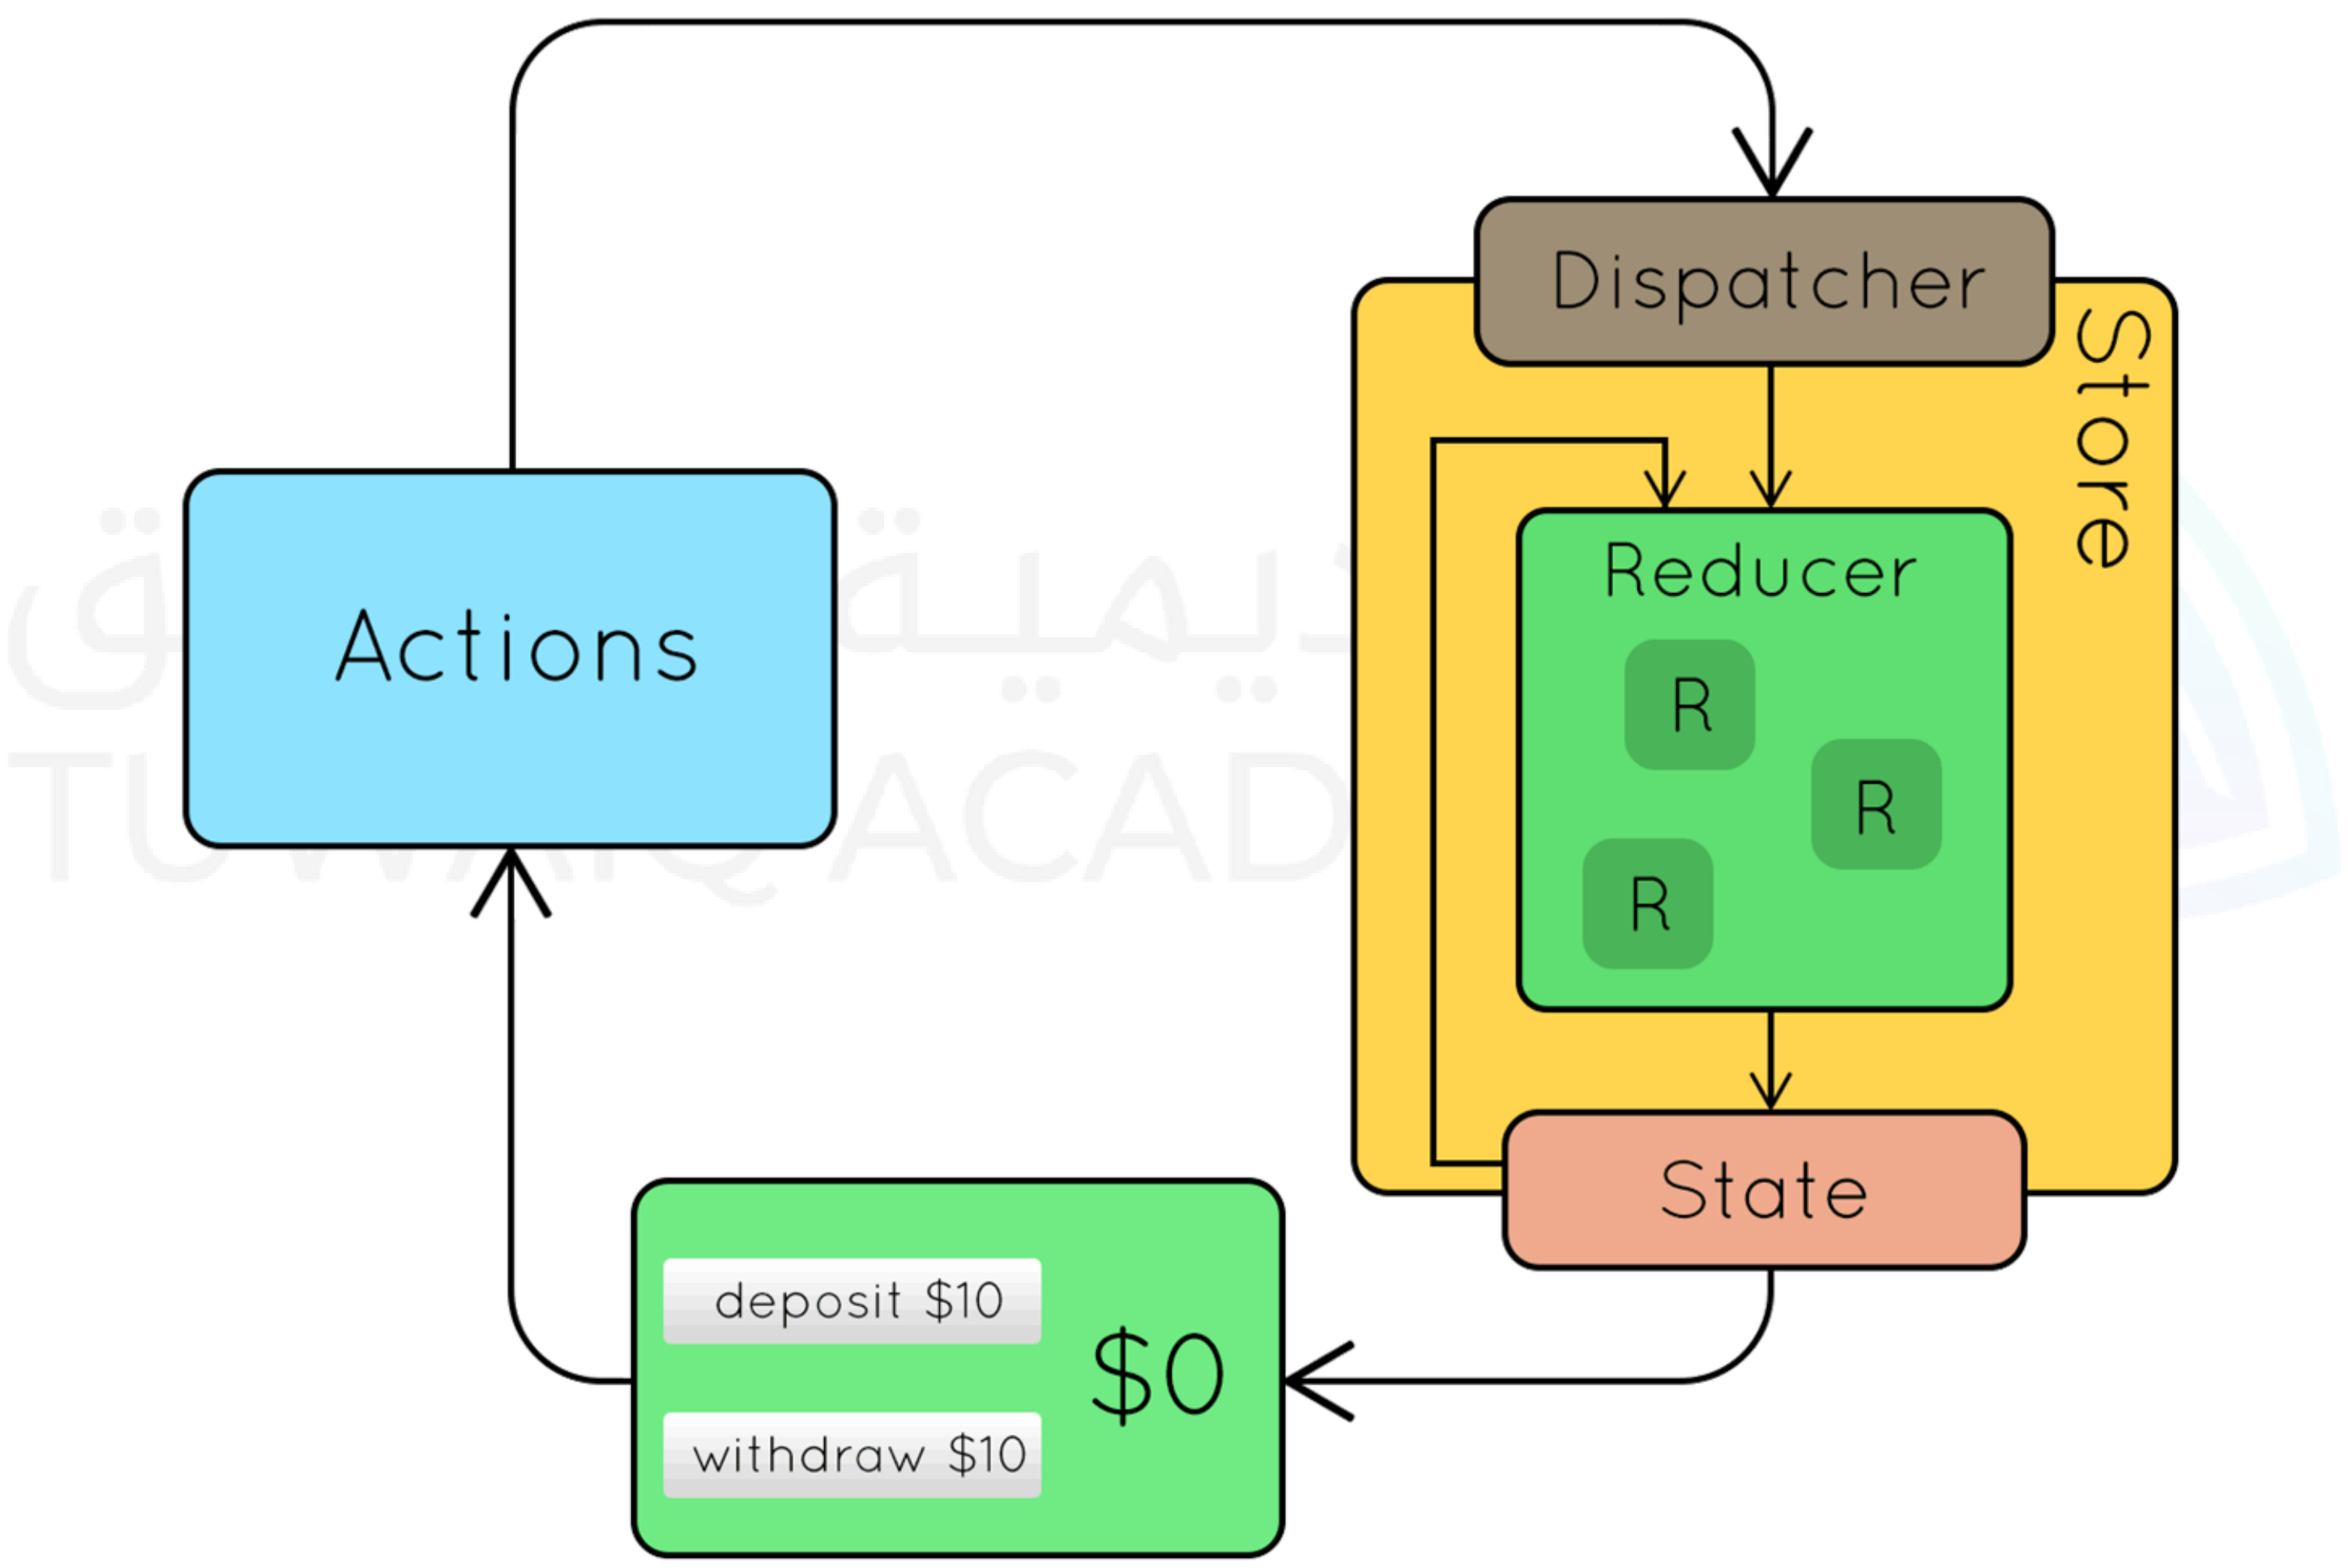 Dispatcher
Store
Actions
Reducer
R
R
R
State
deposit $10
$0
withdraw $10